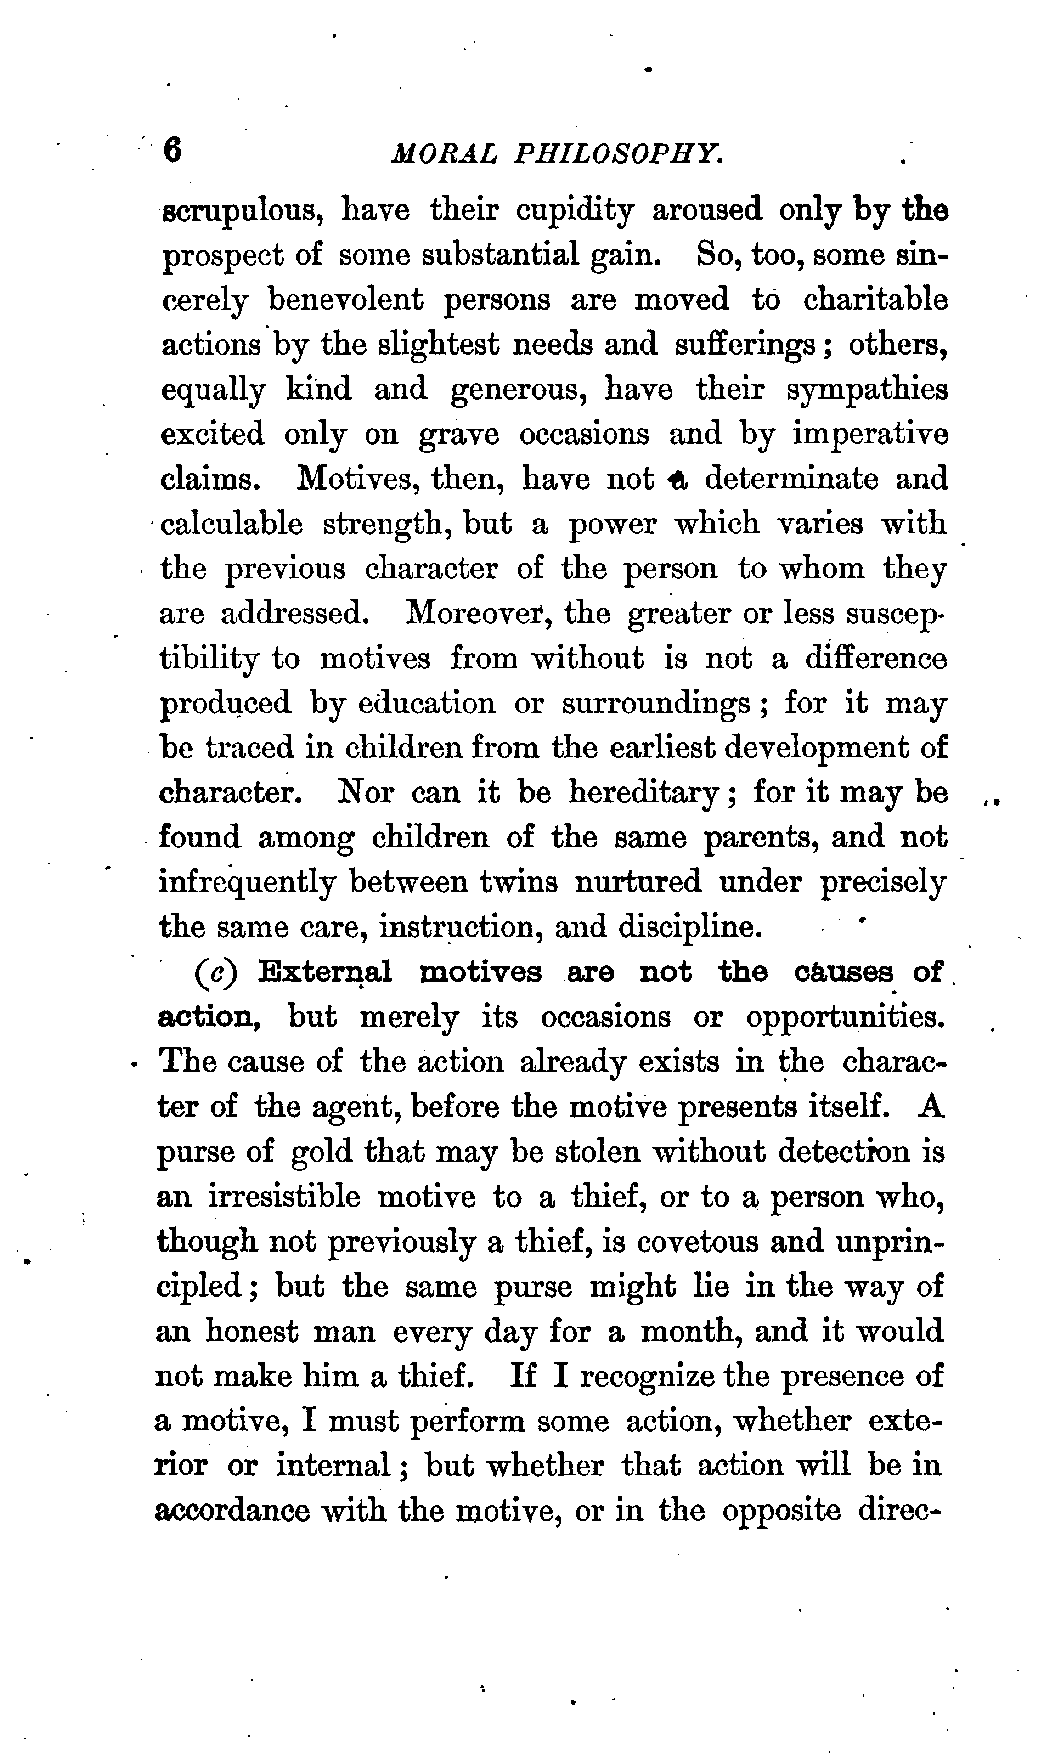 6 MORAL PHILOSOPHY.
scrupulous, have their cupidity aroused only by the
prospect of some substantial gain. So, too, some sin-
cerely benevolent persons are moved to charitable
actions by the slightest needs and sufferings; others,
equally kind and generous, have their sympathies
excited only on grave occasions and by imperative
claims. Motives, then, have not a determinate and
calculable strength, but a power which varies with
the previous character of the person to whom they
are addressed. Moreover, the greater or less suscep-
tibility to motives from without is not a difference
produced by education or surroundings; for it may
be traced in children from the earliest development of
character. Nor can it be hereditary; for it may be
found among children of the same parents, and not
infrequently between twins nurtured under precisely
the same care, instruction, and discipline.
(c) External motives are not the causes of
action, but merely its occasions or opportunities.
The cause of the action already exists in the charac-
ter of the agent, before the motive presents itself. A
purse of gold that may be stolen without detection is
an irresistible motive to a thief, or to a person who,
though not previously a thief, is covetous and unprin-
cipled; but the same purse might lie in the way of
an honest man every day for a month, and it would
not make him a thief. If I recognize the presence of
a motive, I must perform some action, whether exte-
rior or internal; but whether that action will be in
accordance with the motive, or in the opposite direc-